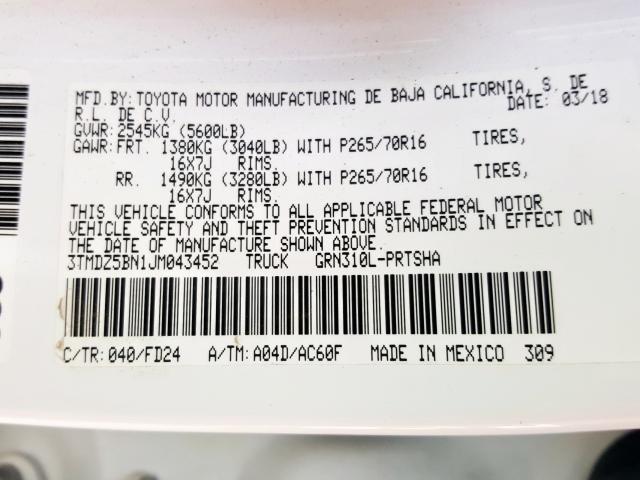 MFD.BY: TOYOTA MOTOR MANUFACTURING DE BAJA CALIFORNIA, S. DE
R.L. DE C.V. DATE: 03/18
GVWR: 2545KG (5600LB)
GAWR: FRT. 1380KG (3040LB) WITH P265/70R16 TIRES,
16X7J RIMS.
RR. 1490KG (3280LB) WITH P265/70R16 TIRES,
16X7J RIMS.
THIS VEHICLE CONFORMS TO ALL APPLICABLE FEDERAL MOTOR
VEHICLE SAFETY AND THEFT PREVENTION STANDARDS IN EFFECT ON
THE DATE OF MANUFACTURE SHOWN ABOVE.
3TMDZ5BN1JM043452 TRUCK GRN310L-PRTSHA
C/TR: 040/FD24 A/TM: A04D/AC60F MADE IN MEXICO 309